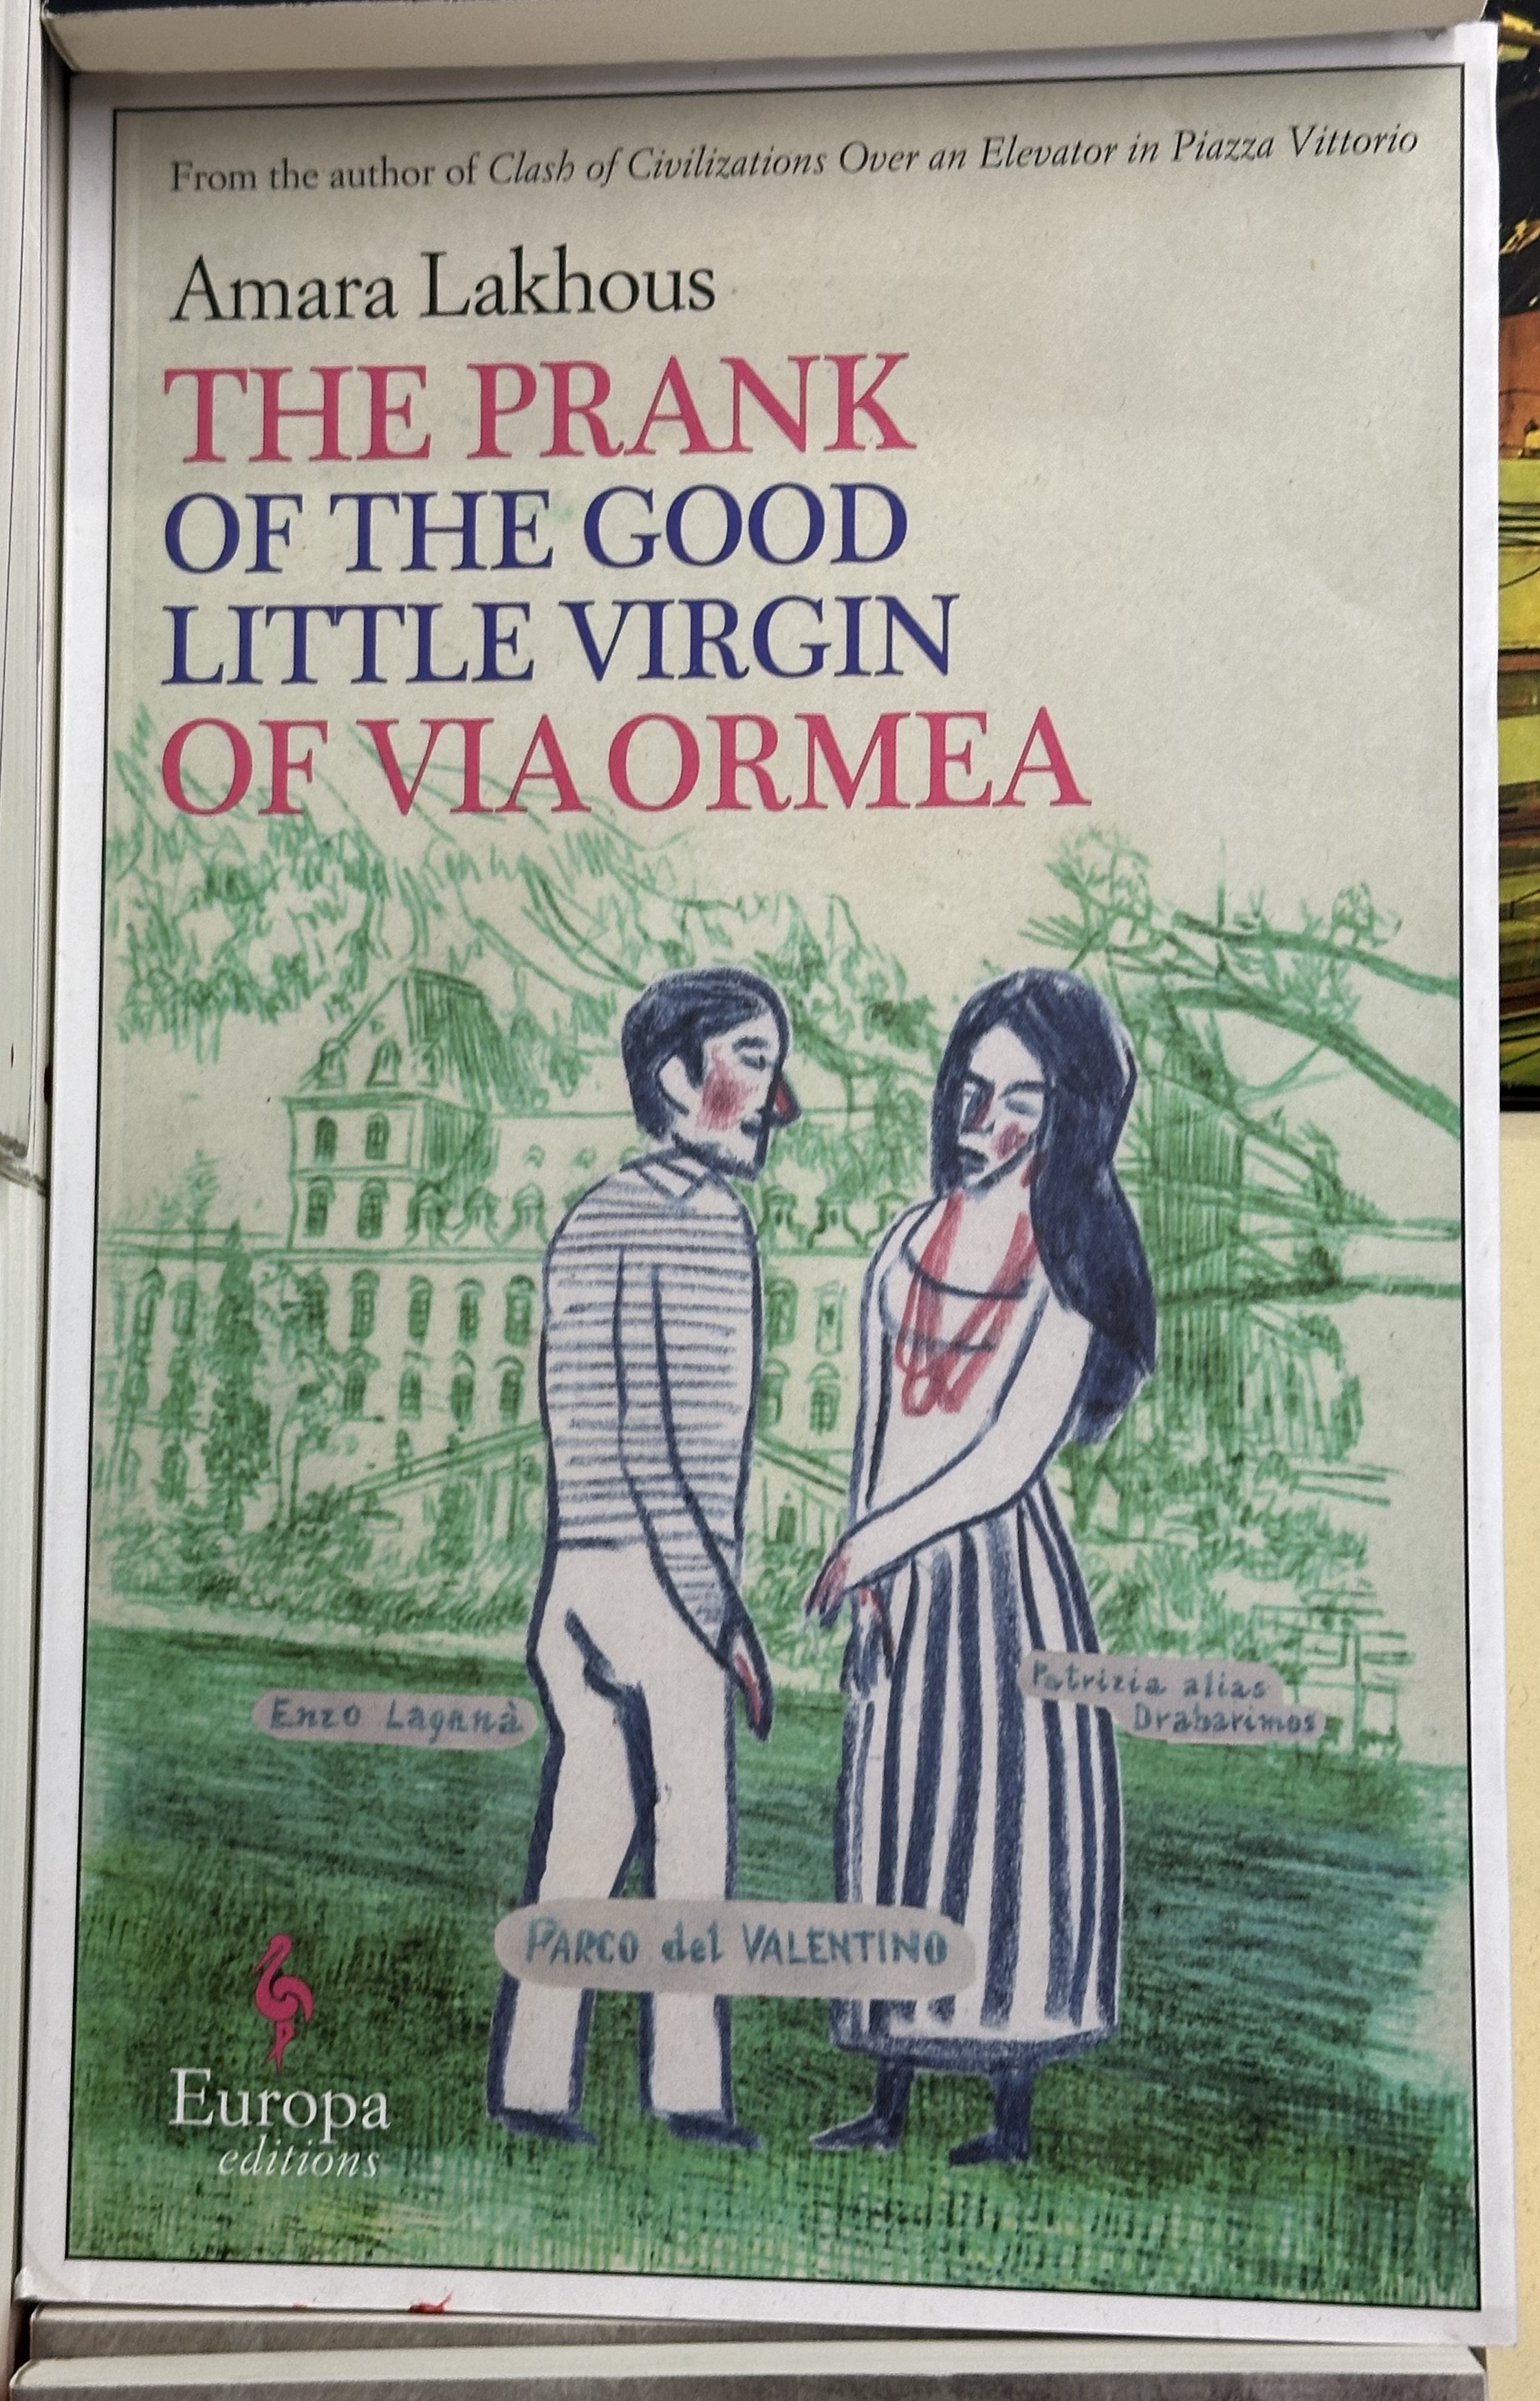 From the author of Clash of Civilizations Over an Elevator in Piazza Vittorio
Amara Lakhous
THE PRANK
OF THE GOOD
LITTLE VIRGIN
OF VIA ORMEA
Enzo Laganà
Patrizia alias
Drabarimos
PARCO del VALENTINO
Europa
editions